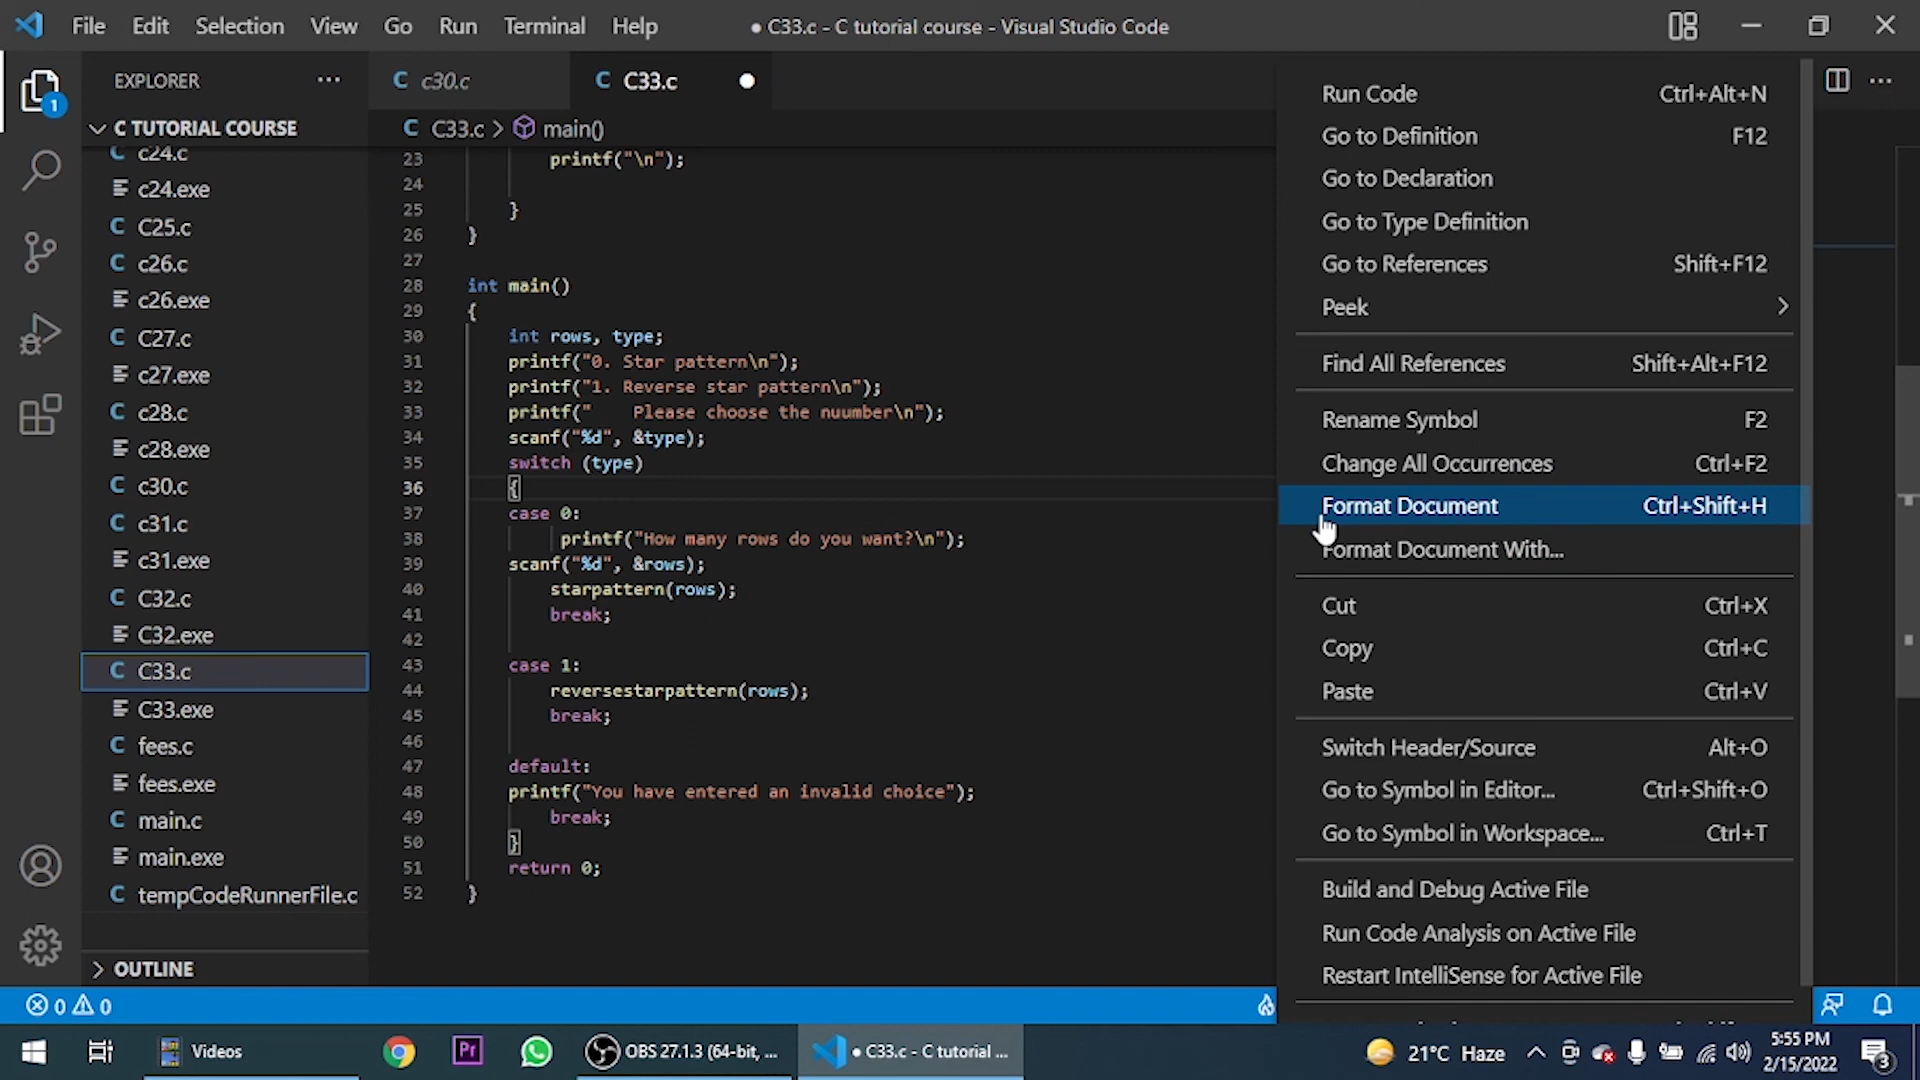 File Edit Selection View Go Run Terminal Help
● C33.c - C tutorial course - Visual Studio Code
EXPLORER ···
C c30.c
C C33.c ●
C TUTORIAL COURSE
C C33.c > main()
C c24.c
c24.exe
C C25.c
C c26.c
c26.exe
C C27.c
c27.exe
C c28.c
c28.exe
C c30.c
C c31.c
c31.exe
C C32.c
C32.exe
C C33.c
C33.exe
C fees.c
fees.exe
C main.c
main.exe
C tempCodeRunnerFile.c
OUTLINE
1
23 printf("\n");
24
25 }
26 }
27
28 int main()
29 {
30 int rows, type;
31 printf("0. Star pattern\n");
32 printf("1. Reverse star pattern\n");
33 printf("    Please choose the nuumber\n");
34 scanf("%d", &type);
35 switch (type)
36 {
37 case 0:
38 printf("How many rows do you want?\n");
39 scanf("%d", &rows);
40 starpattern(rows);
41 break;
42
43 case 1:
44 reversestarpattern(rows);
45 break;
46
47 default:
48 printf("You have entered an invalid choice");
49 break;
50 }
51 return 0;
52 }
Run Code Ctrl+Alt+N
Go to Definition F12
Go to Declaration
Go to Type Definition
Go to References Shift+F12
Peek
Find All References Shift+Alt+F12
Rename Symbol F2
Change All Occurrences Ctrl+F2
Format Document Ctrl+Shift+H
Format Document With...
Cut Ctrl+X
Copy Ctrl+C
Paste Ctrl+V
Switch Header/Source Alt+O
Go to Symbol in Editor... Ctrl+Shift+O
Go to Symbol in Workspace... Ctrl+T
Build and Debug Active File
Run Code Analysis on Active File
Restart IntelliSense for Active File
0 0
Videos
Pr
OBS 27.1.3 (64-bit, ...
● C33.c - C tutorial ...
21°C Haze
5:55 PM
2/15/2022
3